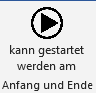 kann gestartet
werden am
Anfang und Ende